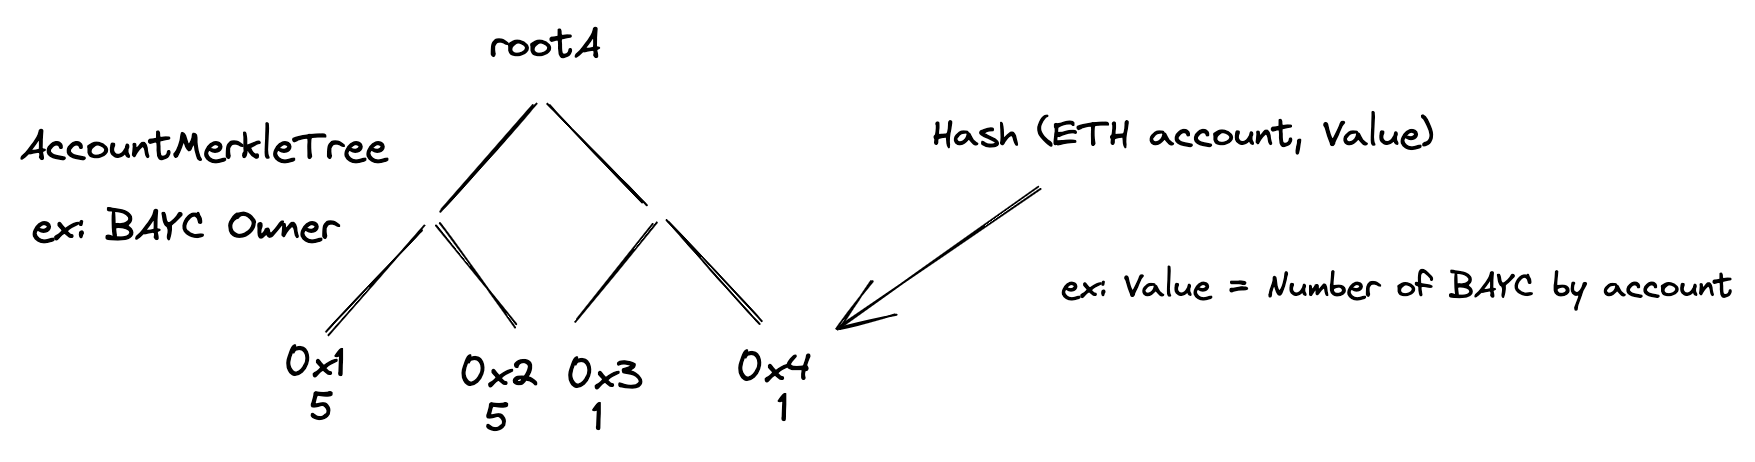 rootA
AccountMerkleTree
ex: BAYC Owner
Hash (ETH account, Value)
ex: Value = Number of BAYC by account
0x1
5
0x2
5
0x3
1
0x4
1